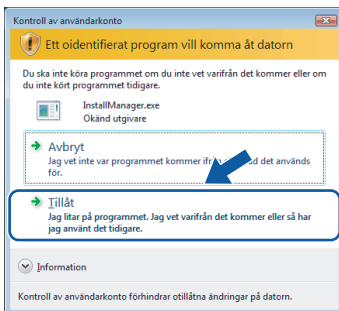 Kontroll av användarkonto
Ett oidentifierat program vill komma åt datorn
Du ska inte köra programmet om du inte vet varifrån det kommer eller om
du inte kört programmet tidigare.
InstallManager.exe
Okänd utgivare
Avbryt
Jag vet inte var programmet kommer ifrån det används
för.
Tillåt
Jag litar på programmet. Jag vet varifrån det kommer eller så har
jag använt det tidigare.
Information
Kontroll av användarkonto förhindrar otillåtna ändringar på datorn.